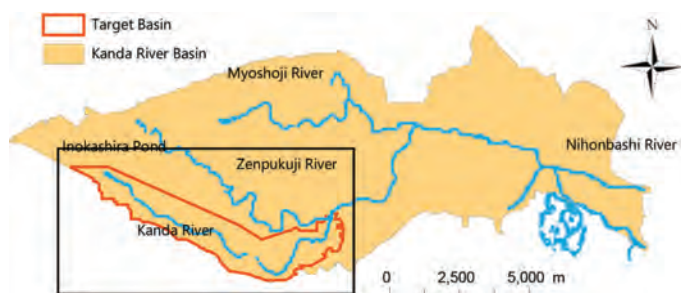 Target Basin
Kanda River Basin
N
Myoshoji River
Inokashira Pond
Nihonbashi River
Zenpukuji River
Kanda River
0 2,500 5,000 m